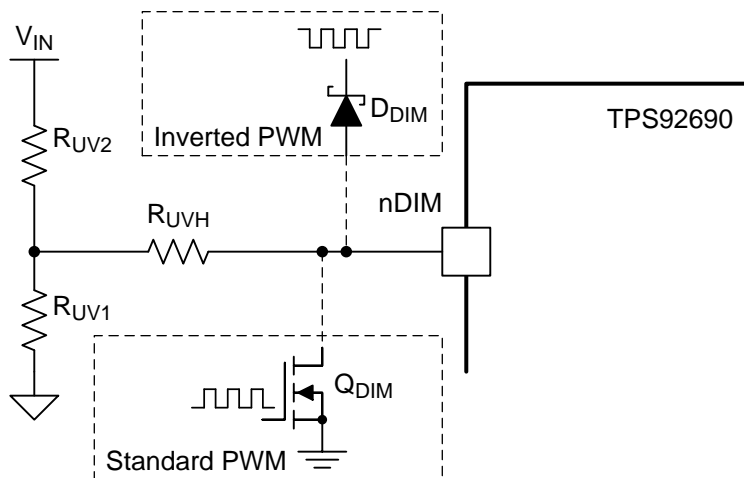 VIN
DDIM
Inverted PWM
TPS92690
RUV2
nDIM
RUVH
RUV1
QDIM
Standard PWM